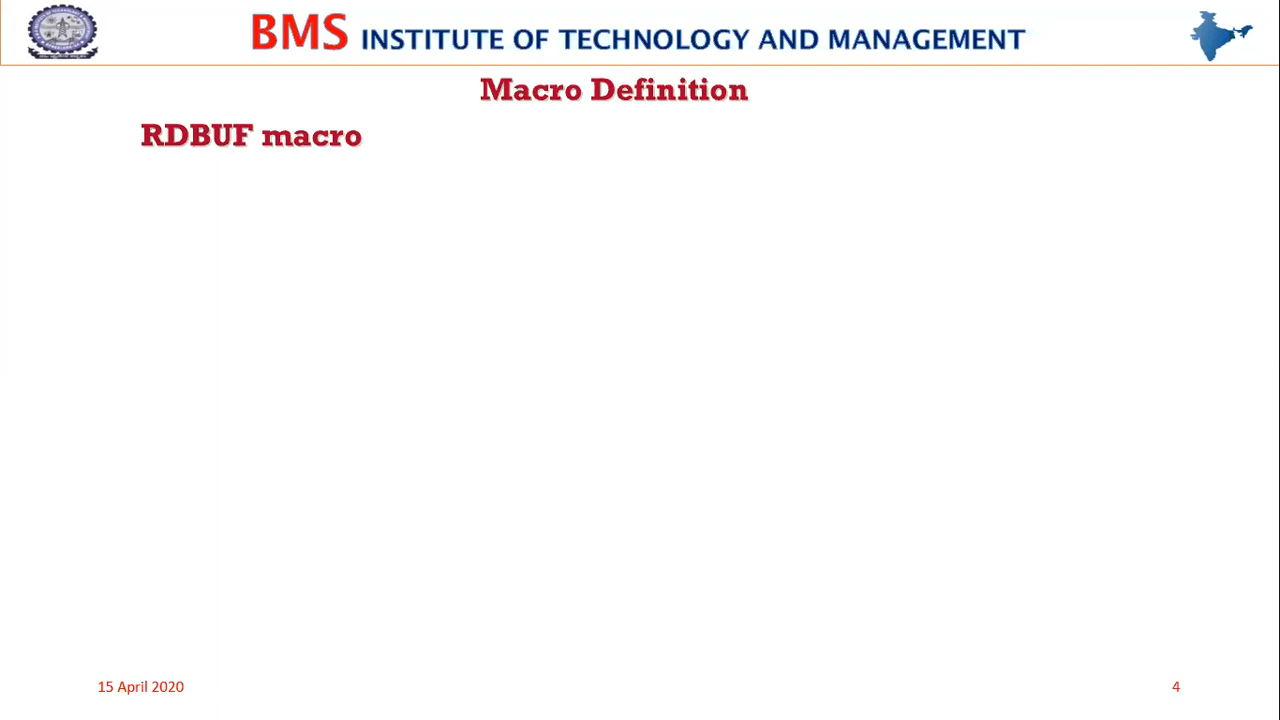 BMS INSTITUTE OF TECHNOLOGY AND MANAGEMENT
Macro Definition
RDBUF macro
15 April 2020
4